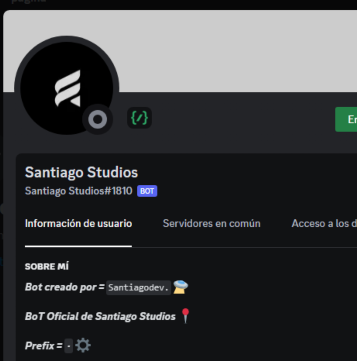 En
Santiago Studios
Santiago Studios#1810 BOT
Información de usuario Servidores en común Acceso a los d
SOBRE MÍ
Bot creado por = Santiagodev.
BoT Oficial de Santiago Studios
Prefix = -